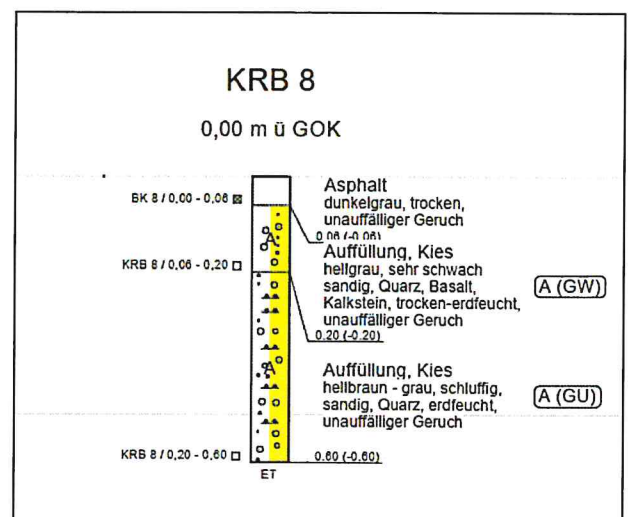 KRB 8
0,00 m ü GOK
BK 8 / 0,00 - 0,06
Asphalt
dunkelgrau, trocken,
unauffälliger Geruch
0.06 (-0.06)
A
KRB 8 / 0,06 - 0,20
Auffüllung, Kies
hellgrau, sehr schwach
sandig, Quarz, Basalt,
Kalkstein, trocken-erdfeucht,
unauffälliger Geruch
A (GW)
0.20 (-0.20)
A
Auffüllung, Kies
hellbraun - grau, schluffig,
sandig, Quarz, erdfeucht,
unauffälliger Geruch
A (GU)
KRB 8 / 0,20 - 0,60
0.60 (-0.60)
ET